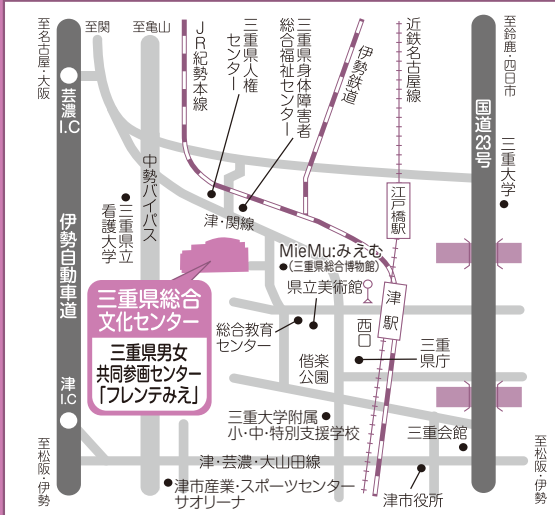 至名古屋・大阪
至関
至亀山
JR紀勢本線
三重県人権
センター
三重県身体障害者
総合福祉センター
伊勢鉄道
近鉄名古屋線
至鈴鹿・四日市
芸濃
I.C
国道23号
三重大学
中勢バイパス
三重県立
看護大学
津・関線
江戸橋駅
伊勢自動車道
MieMu:みえむ
(三重県総合博物館)
県立美術館
津駅
西口
三重県総合
文化センター
三重県男女
共同参画センター
「フレンテみえ」
総合教育
センター
偕楽
公園
三重
県庁
津
I.C
三重大学附属
小・中・特別支援学校
三重会館
至松阪・伊勢
津・芸濃・大山田線
至松阪・伊勢
津市産業・スポーツセンター
サオリーナ
津市役所